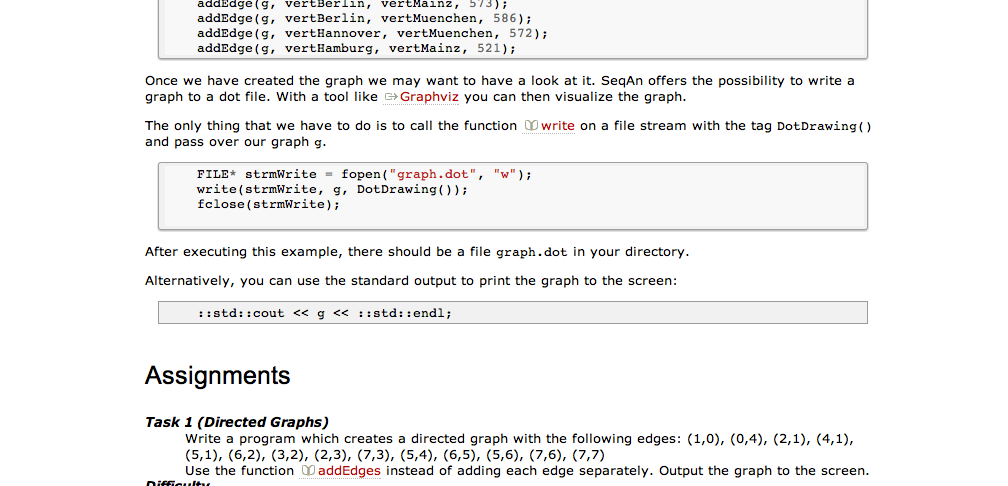 addEdge(g, vertBerlin, vertMainz, 573);
addEdge(g, vertBerlin, vertMuenchen, 586);
addEdge(g, vertHannover, vertMuenchen, 572);
addEdge(g, vertHamburg, vertMainz, 521);
Once we have created the graph we may want to have a look at it. SeqAn offers the possibility to write a
graph to a dot file. With a tool like Graphviz you can then visualize the graph.
The only thing that we have to do is to call the function write on a file stream with the tag DotDrawing()
and pass over our graph g.
FILE* strmWrite = fopen("graph.dot", "w");
write(strmWrite, g, DotDrawing());
fclose(strmWrite);
After executing this example, there should be a file graph.dot in your directory.
Alternatively, you can use the standard output to print the graph to the screen:
::std::cout << g << ::std::endl;
Assignments
Task 1 (Directed Graphs)
Write a program which creates a directed graph with the following edges: (1,0), (0,4), (2,1), (4,1),
(5,1), (6,2), (3,2), (2,3), (7,3), (5,4), (6,5), (5,6), (7,6), (7,7)
Use the function addEdges instead of adding each edge separately. Output the graph to the screen.
Difficulty